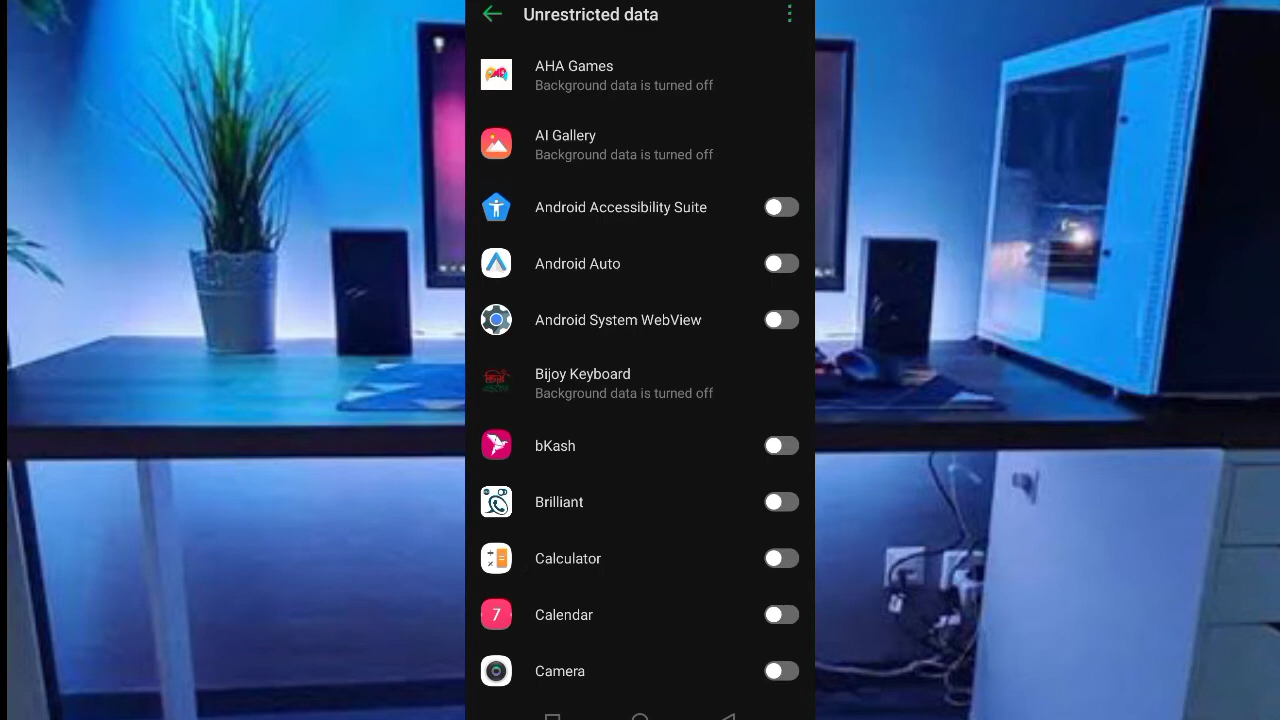 Unrestricted data
AHA Games
Background data is turned off
AI Gallery
Background data is turned off
Android Accessibility Suite
Android Auto
Android System WebView
Bijoy Keyboard
Background data is turned off
bKash
Brilliant
Calculator
7
Calendar
Camera